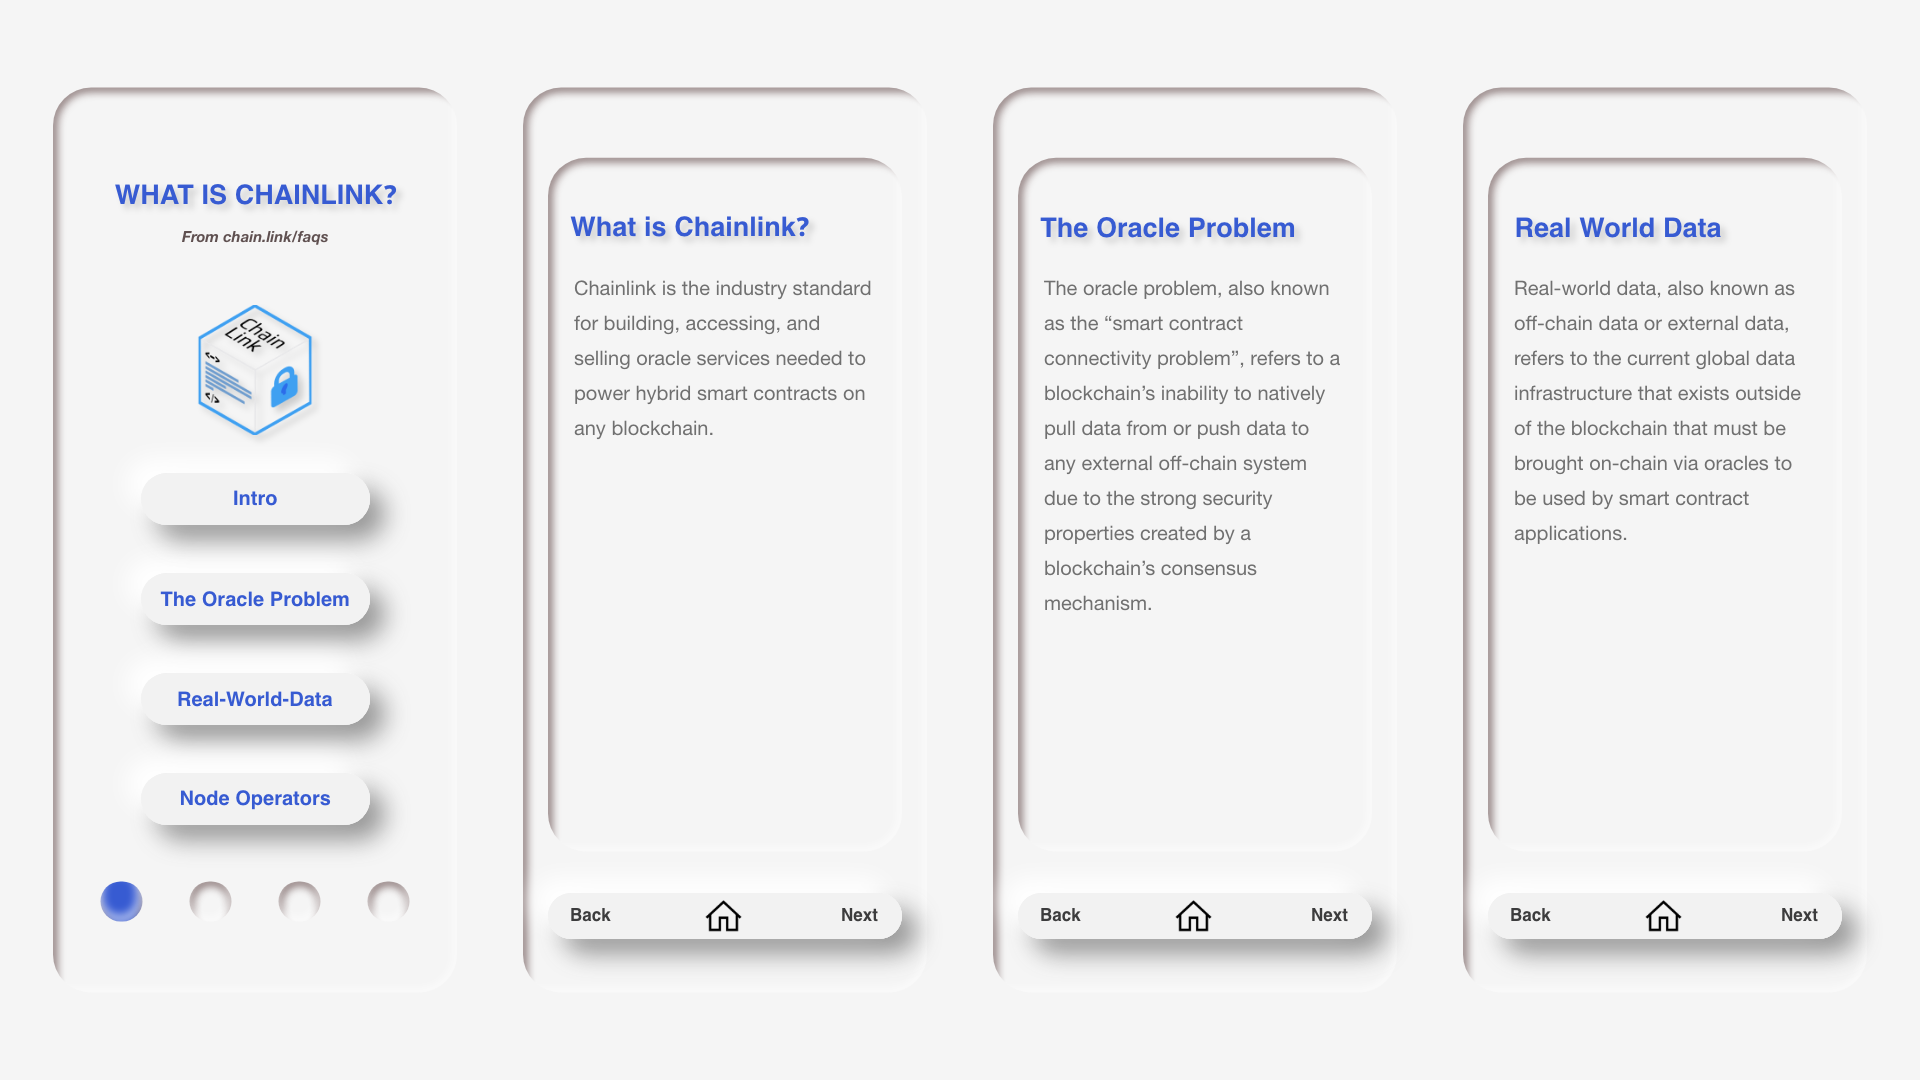 WHAT IS CHAINLINK?
From chain.link/faqs
Chain
Link
<->
</>
Intro
The Oracle Problem
Real-World-Data
Node Operators
What is Chainlink?
Chainlink is the industry standard
for building, accessing, and
selling oracle services needed to
power hybrid smart contracts on
any blockchain.
Back
Next
The Oracle Problem
The oracle problem, also known
as the “smart contract
connectivity problem”, refers to a
blockchain’s inability to natively
pull data from or push data to
any external off-chain system
due to the strong security
properties created by a
blockchain’s consensus
mechanism.
Back
Next
Real World Data
Real-world data, also known as
off-chain data or external data,
refers to the current global data
infrastructure that exists outside
of the blockchain that must be
brought on-chain via oracles to
be used by smart contract
applications.
Back
Next